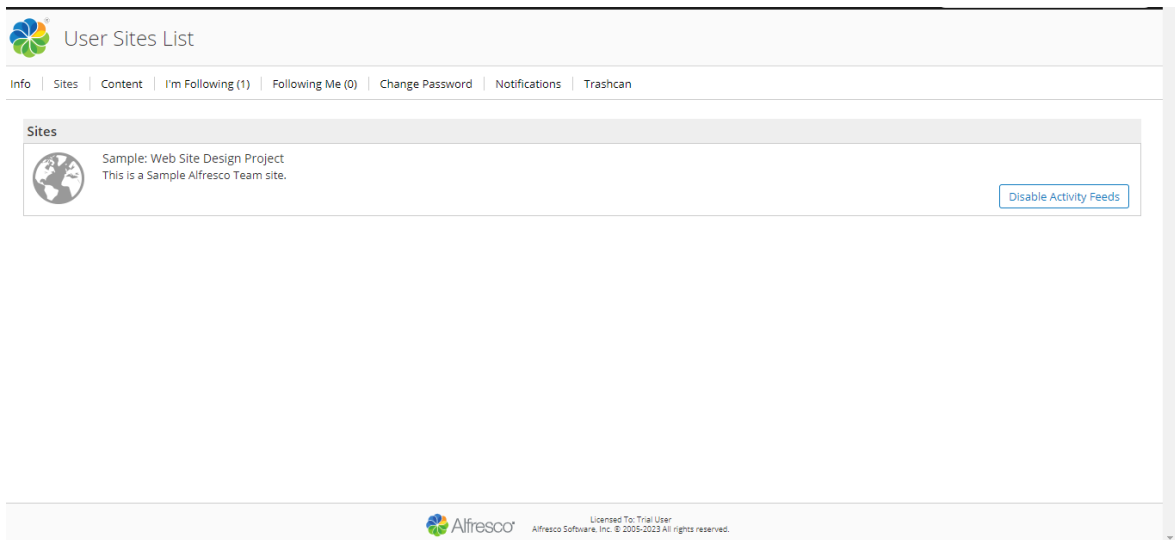 User Sites List
Info Sites Content I'm Following (1) Following Me (0) Change Password Notifications Trashcan
Sites
Sample: Web Site Design Project
This is a Sample Alfresco Team site.
Disable Activity Feeds
Alfresco
Licensed To: Trial User
Alfresco Software, Inc. © 2005-2023 All rights reserved.